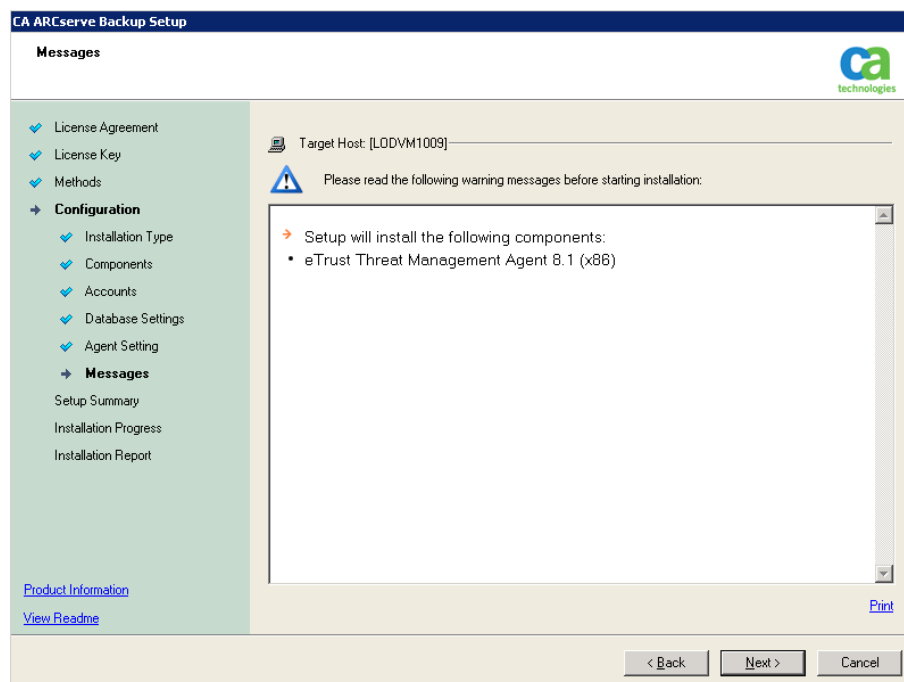 CA ARCserve Backup Setup
Messages
ca
technologies
License Agreement
License Key
Methods
Configuration
Installation Type
Components
Accounts
Database Settings
Agent Setting
Messages
Setup Summary
Installation Progress
Installation Report
Product Information
View Readme
Target Host: [LODVM1009]
Please read the following warning messages before starting installation:
Setup will install the following components:
• eTrust Threat Management Agent 8.1 (x86)
Print
< Back
Next >
Cancel